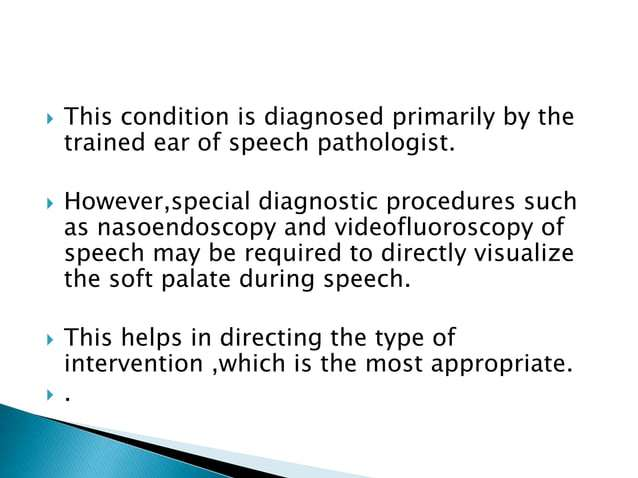 This condition is diagnosed primarily by the
trained ear of speech pathologist.
However,special diagnostic procedures such
as nasoendoscopy and videofluoroscopy of
speech may be required to directly visualize
the soft palate during speech.
This helps in directing the type of
intervention ,which is the most appropriate.
.